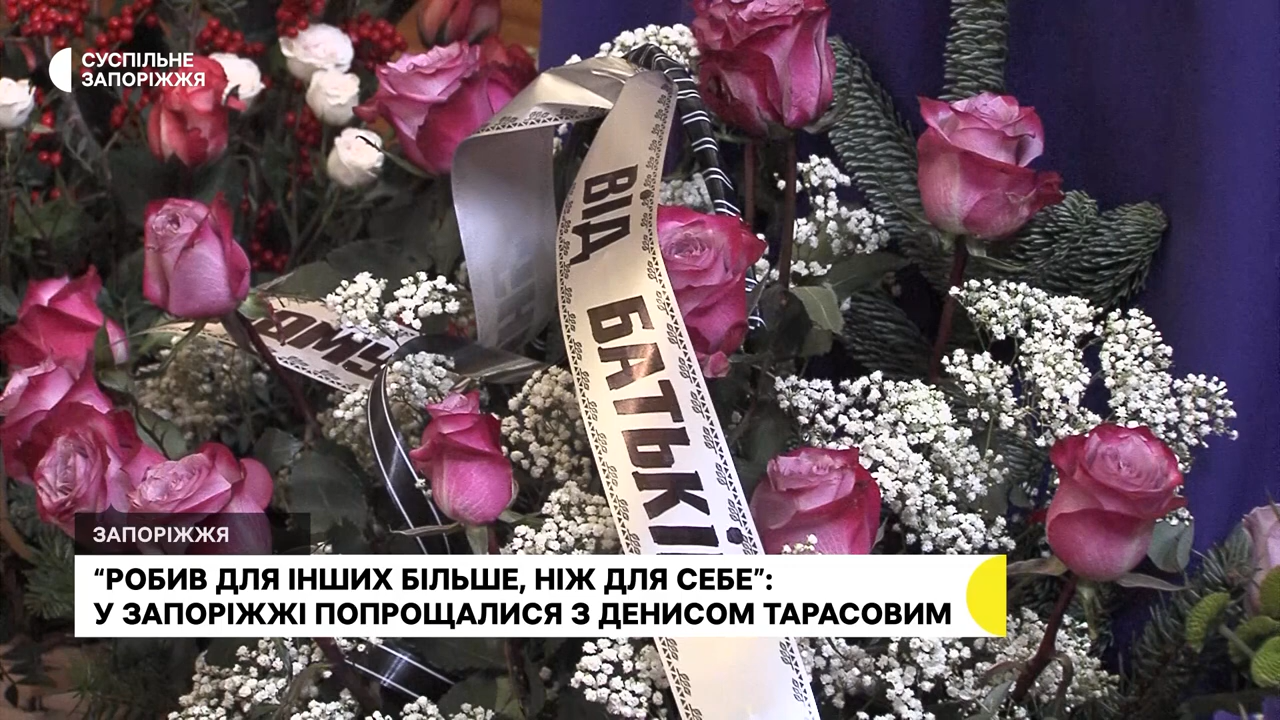 СУСПІЛЬНЕ
ЗАПОРІЖЖЯ
ВІД
БАТЬКІ
ЗАПОРІЖЖЯ
“РОБИВ ДЛЯ ІНШИХ БІЛЬШЕ, НІЖ ДЛЯ СЕБЕ”:
У ЗАПОРІЖЖІ ПОПРОЩАЛИСЯ З ДЕНИСОМ ТАРАСОВИМ